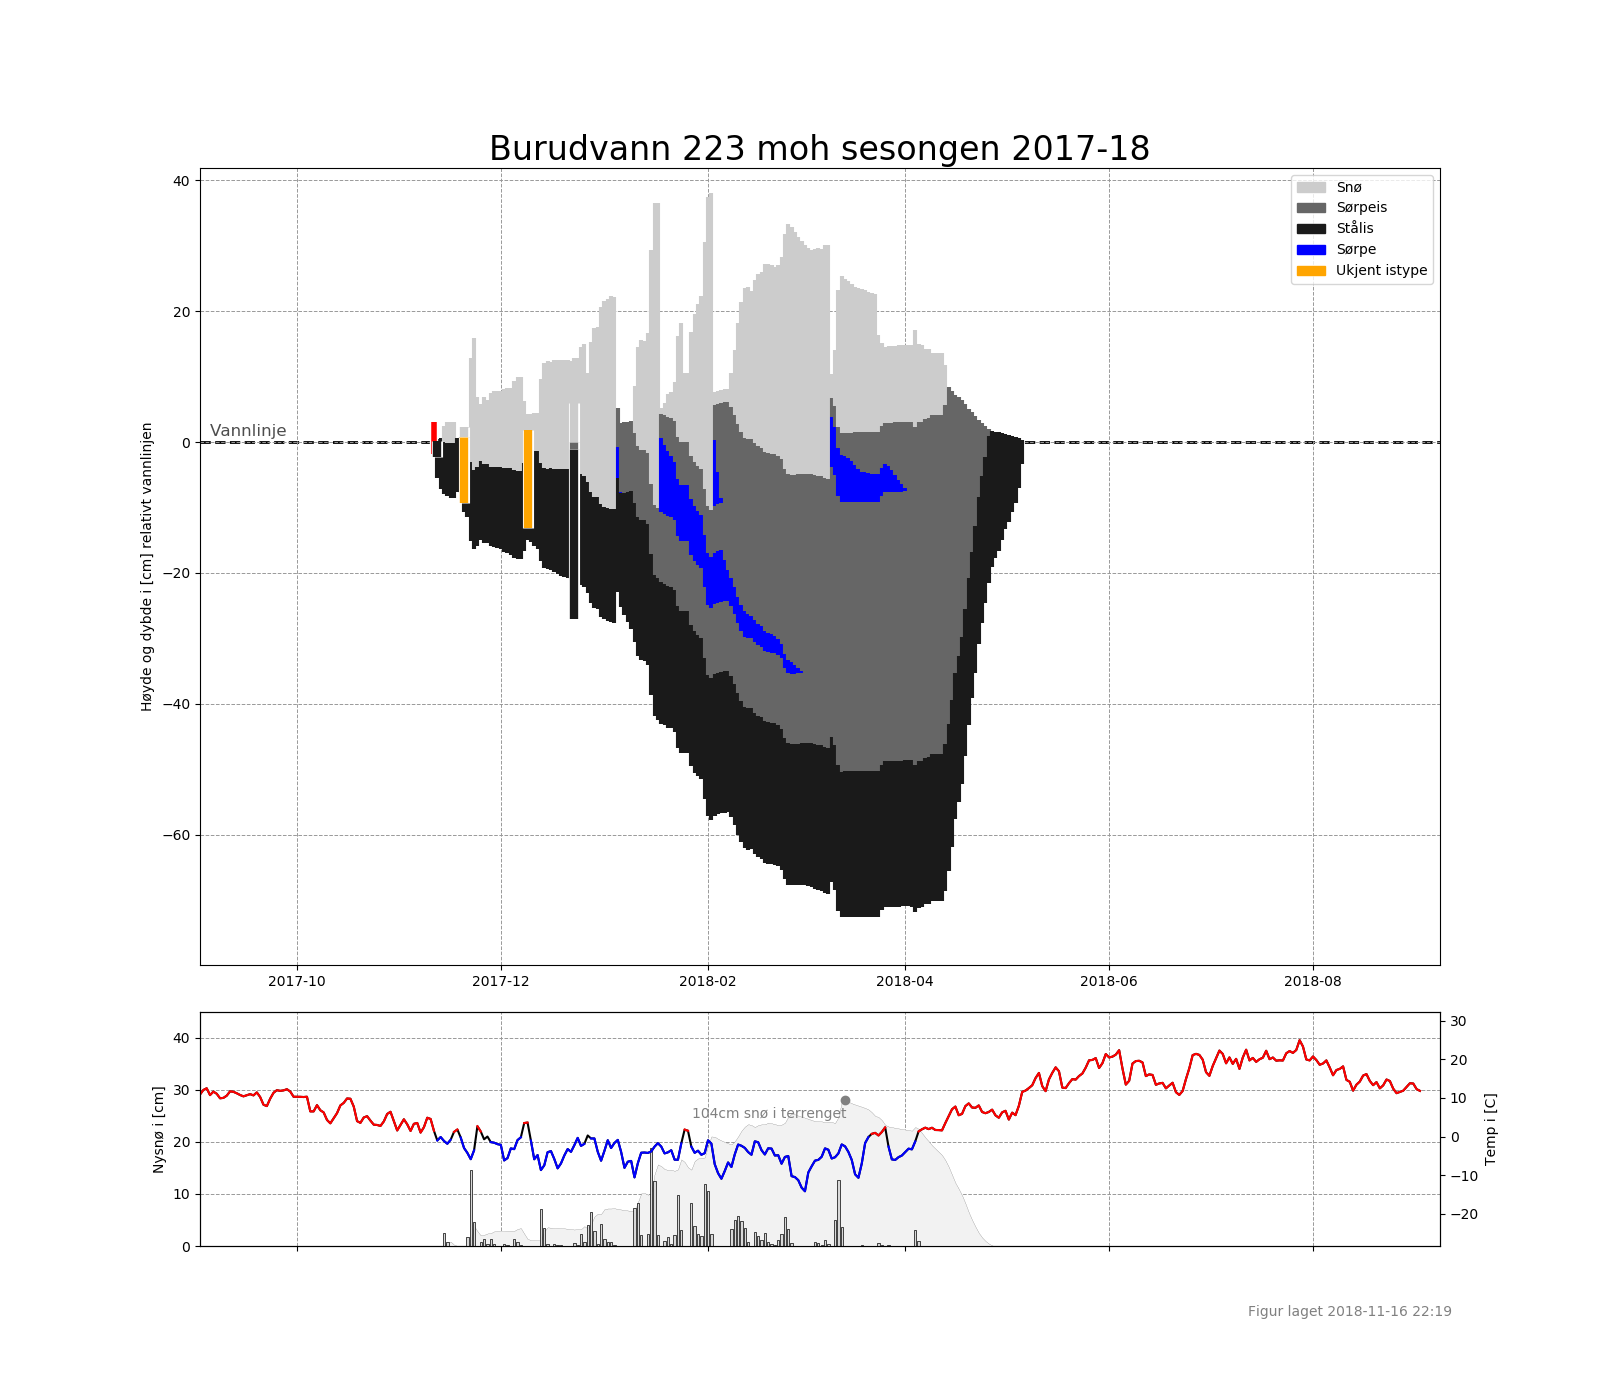 Burudvann 223 moh sesongen 2017-18
Høyde og dybde i [cm] relativt vannlinjen
40
20
0
−20
−40
−60
Vannlinje
Snø
Sørpeis
Stålis
Sørpe
Ukjent istype
2017-10 2017-12 2018-02 2018-04 2018-06 2018-08
Nysnø i [cm]
40
30
20
10
0
104cm snø i terrenget
30
20
10
0
−10
−20
Temp i [C]
Figur laget 2018-11-16 22:19